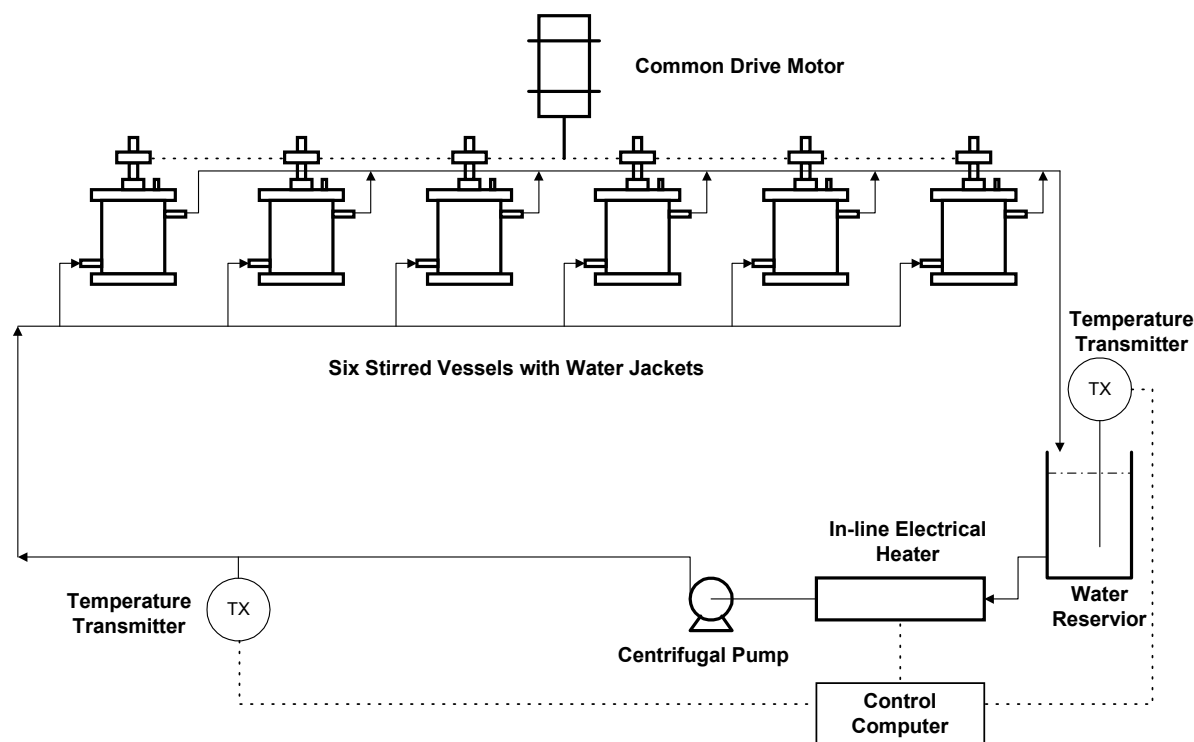 Common Drive Motor
Six Stirred Vessels with Water Jackets
Temperature
Transmitter
TX
In-line Electrical
Heater
Temperature
Transmitter
TX
Centrifugal Pump
Water
Reservior
Control
Computer